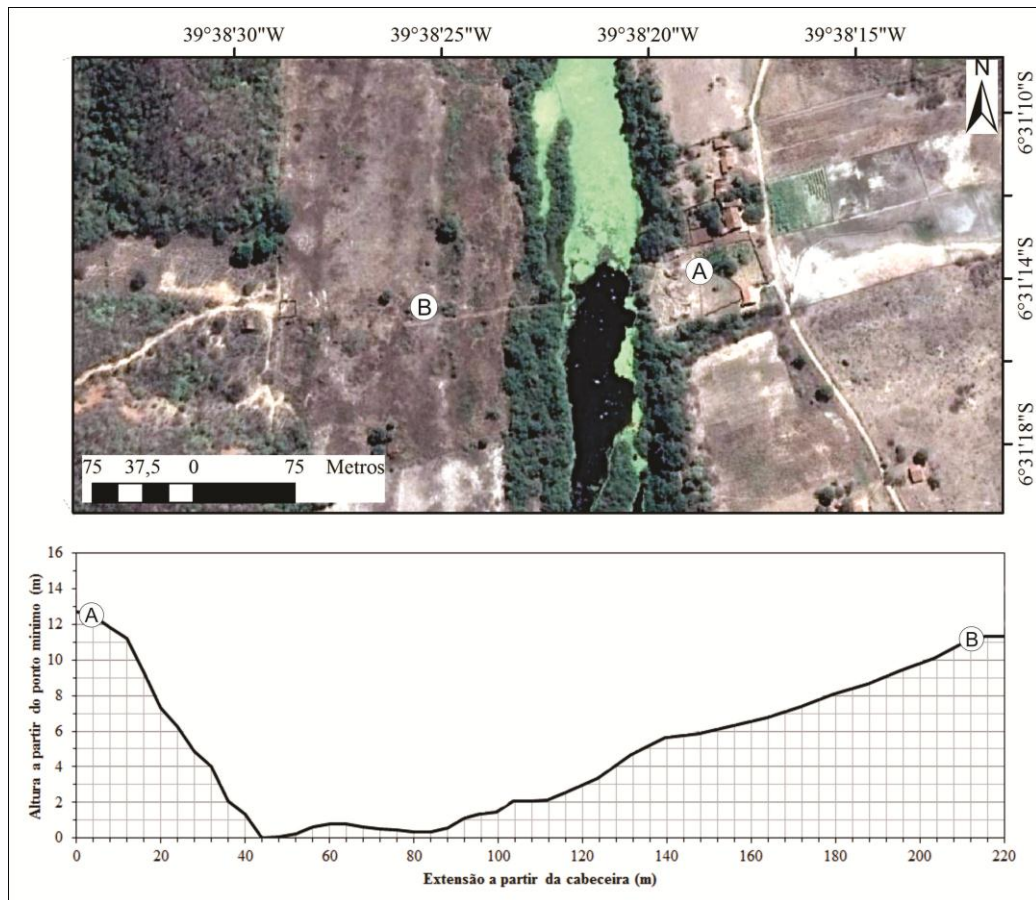 39°38'30"W 39°38'25"W 39°38'20"W 39°38'15"W
N
6°31'10"S
A
6°31'14"S
B
6°31'18"S
75 37,5 0 75 Metros
Altura a partir do ponto mínimo (m)
16
14
12
10
8
6
4
2
0
A
B
0 20 40 60 80 100 120 140 160 180 200 220
Extensão a partir da cabeceira (m)